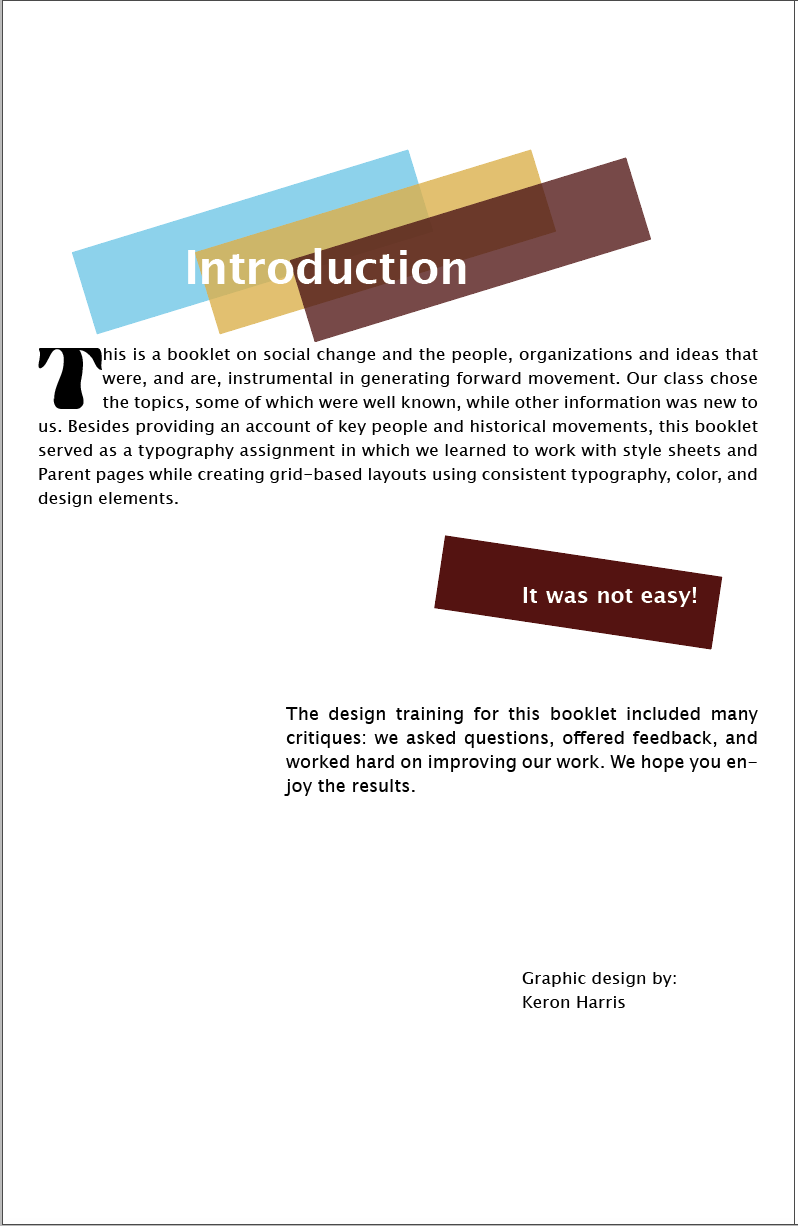 Introduction
This is a booklet on social change and the people, organizations and ideas that
were, and are, instrumental in generating forward movement. Our class chose
the topics, some of which were well known, while other information was new to
us. Besides providing an account of key people and historical movements, this booklet
served as a typography assignment in which we learned to work with style sheets and
Parent pages while creating grid-based layouts using consistent typography, color, and
design elements.
It was not easy!
The design training for this booklet included many
critiques: we asked questions, offered feedback, and
worked hard on improving our work. We hope you en-
joy the results.
Graphic design by:
Keron Harris